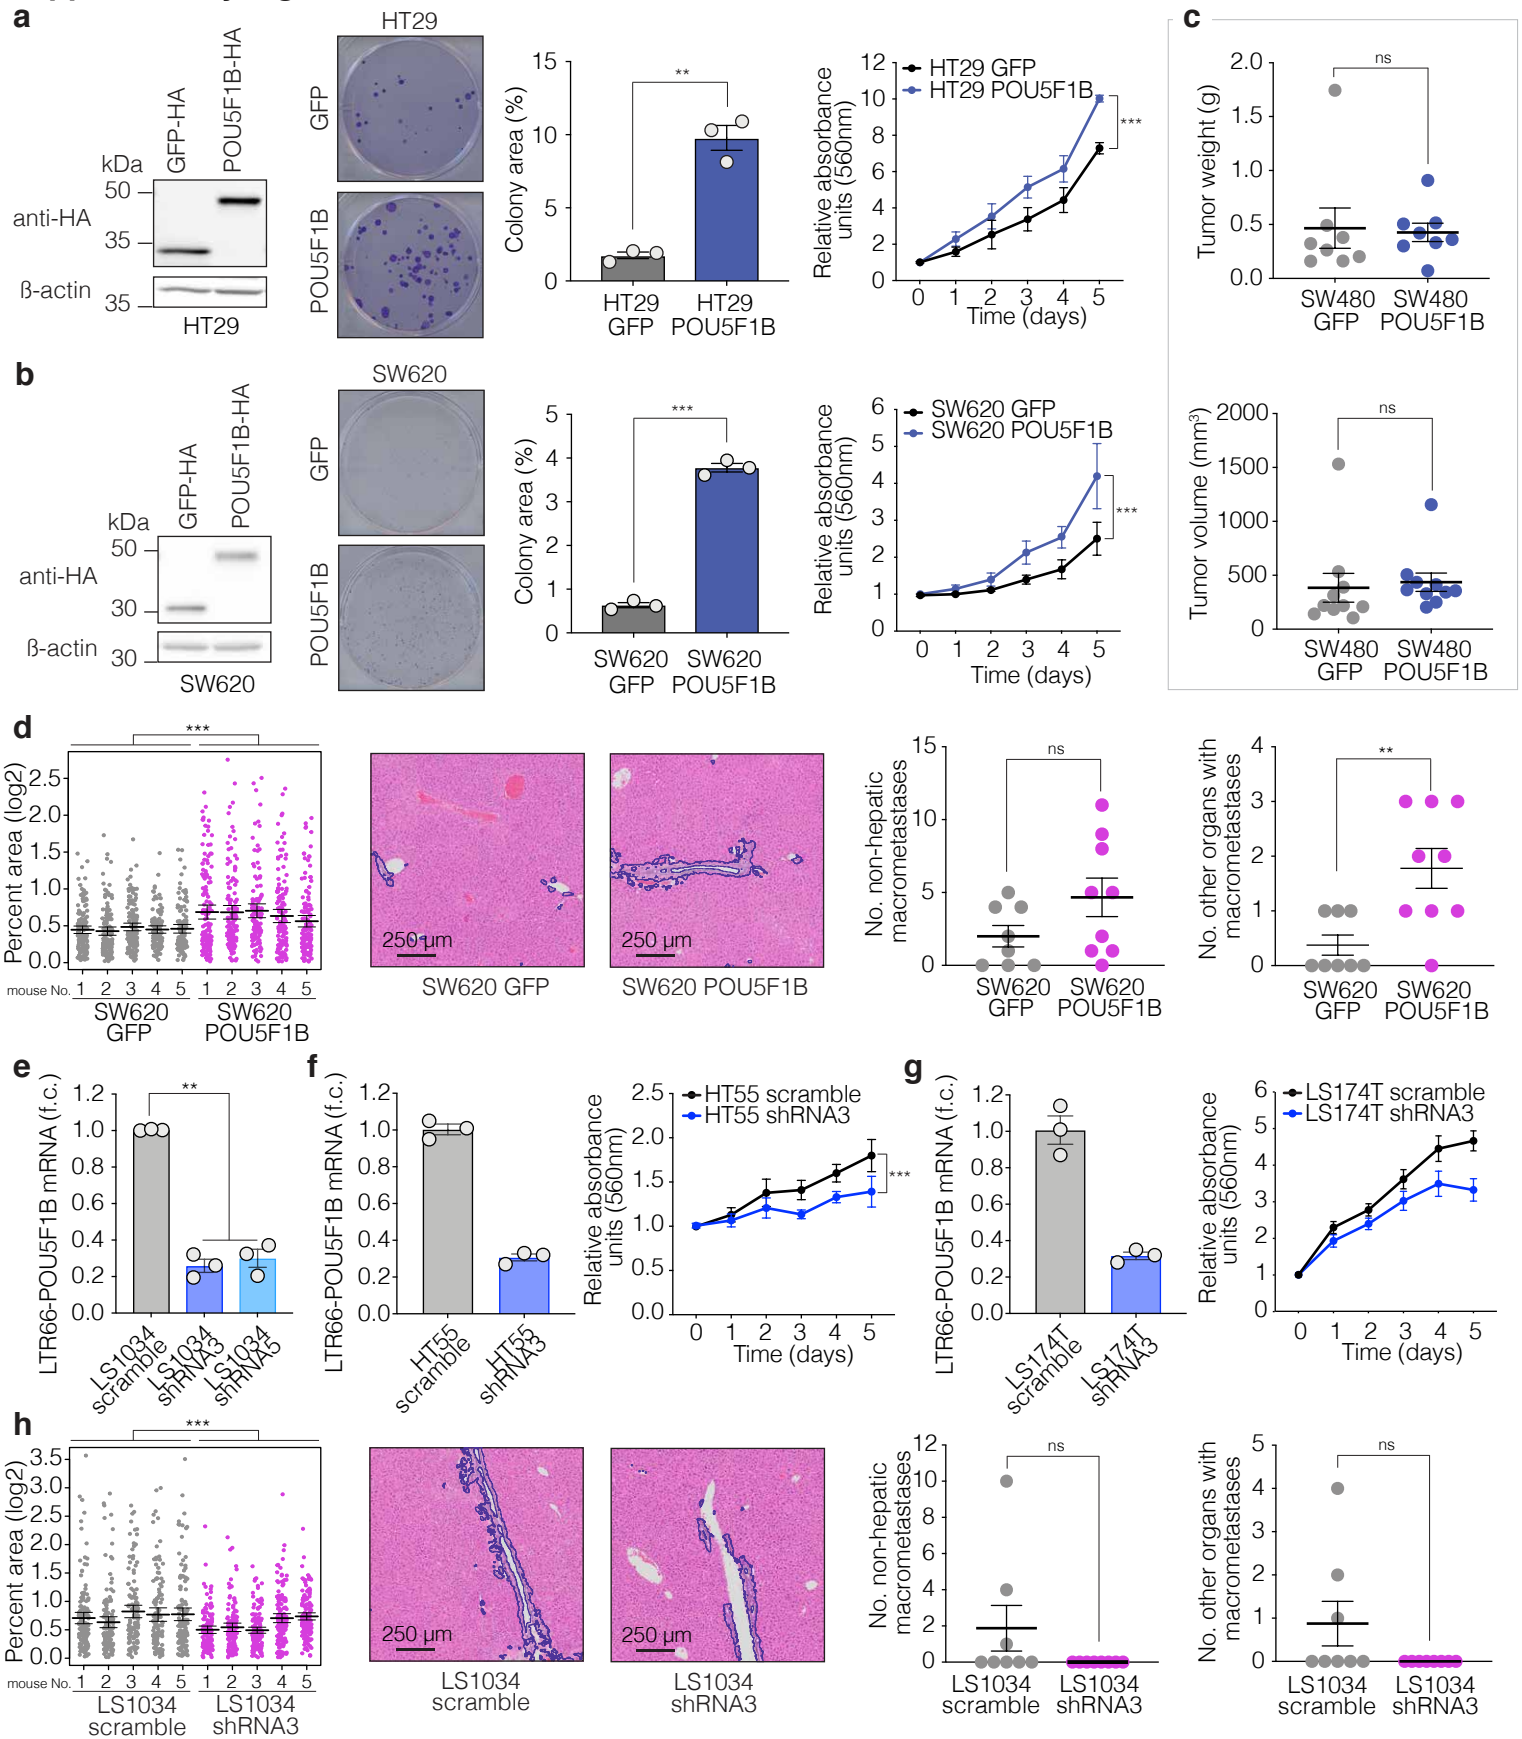 a
GFP-HA
POU5F1B-HA
kDa
50
35
anti-HA
ß-actin
35
HT29
HT29
GFP
POU5F1B
Colony area (%)
15
10
5
0
**
HT29
GFP
HT29
POU5F1B
Relative absorbance
units (560nm)
12
10
8
6
4
2
0
HT29 GFP
HT29 POU5F1B
***
0 1 2 3 4 5
Time (days)
c
Tumor weight (g)
2.0
1.5
1.0
0.5
0.0
ns
SW480
GFP
SW480
POU5F1B
Tumor volume (mm³)
2000
1500
1000
500
0
ns
SW480
GFP
SW480
POU5F1B
b
GFP-HA
POU5F1B-HA
kDa
50
anti-HA
30
ß-actin
30
SW620
SW620
GFP
POU5F1B
Colony area (%)
5
4
3
2
1
0
***
SW620
GFP
SW620
POU5F1B
Relative absorbance
units (560nm)
6
5
4
3
2
1
0
SW620 GFP
SW620 POU5F1B
***
0 1 2 3 4 5
Time (days)
d
Percent area (log2)
2.5
2.0
1.5
1.0
0.5
0.0
***
mouse No. 1 2 3 4 5 1 2 3 4 5
SW620
GFP
SW620
POU5F1B
250 µm
SW620 GFP
250 µm
SW620 POU5F1B
No. non-hepatic
macrometastases
15
10
5
0
ns
SW620
GFP
SW620
POU5F1B
No. other organs with
macrometastases
4
3
2
1
0
**
SW620
GFP
SW620
POU5F1B
e
LTR66-POU5F1B mRNA (f.c.)
1.2
1.0
0.8
0.6
0.4
0.2
0.0
**
LS1034
scramble
LS1034
shRNA3
LS1034
shRNA5
f
LTR66-POU5F1B mRNA (f.c.)
1.2
1.0
0.8
0.6
0.4
0.2
0.0
HT55
scramble
HT55
shRNA3
Relative absorbance
units (560nm)
2.5
2.0
1.5
1.0
0.5
0.0
HT55 scramble
HT55 shRNA3
***
0 1 2 3 4 5
Time (days)
g
LTR66-POU5F1B mRNA (f.c.)
1.2
1.0
0.8
0.6
0.4
0.2
0.0
LS174T
scramble
LS174T
shRNA3
Relative absorbance
units (560nm)
6
5
4
3
2
1
0
LS174T scramble
LS174T shRNA3
0 1 2 3 4 5
Time (days)
h
Percent area (log2)
3.5
3.0
2.5
2.0
1.5
1.0
0.5
0.0
***
mouse No. 1 2 3 4 5 1 2 3 4 5
LS1034
scramble
LS1034
shRNA3
250 µm
LS1034
scramble
250 µm
LS1034
shRNA3
No. non-hepatic
macrometastases
12
10
8
6
4
2
0
ns
LS1034
scramble
LS1034
shRNA3
No. other organs with
macrometastases
5
4
3
2
1
0
ns
LS1034
scramble
LS1034
shRNA3